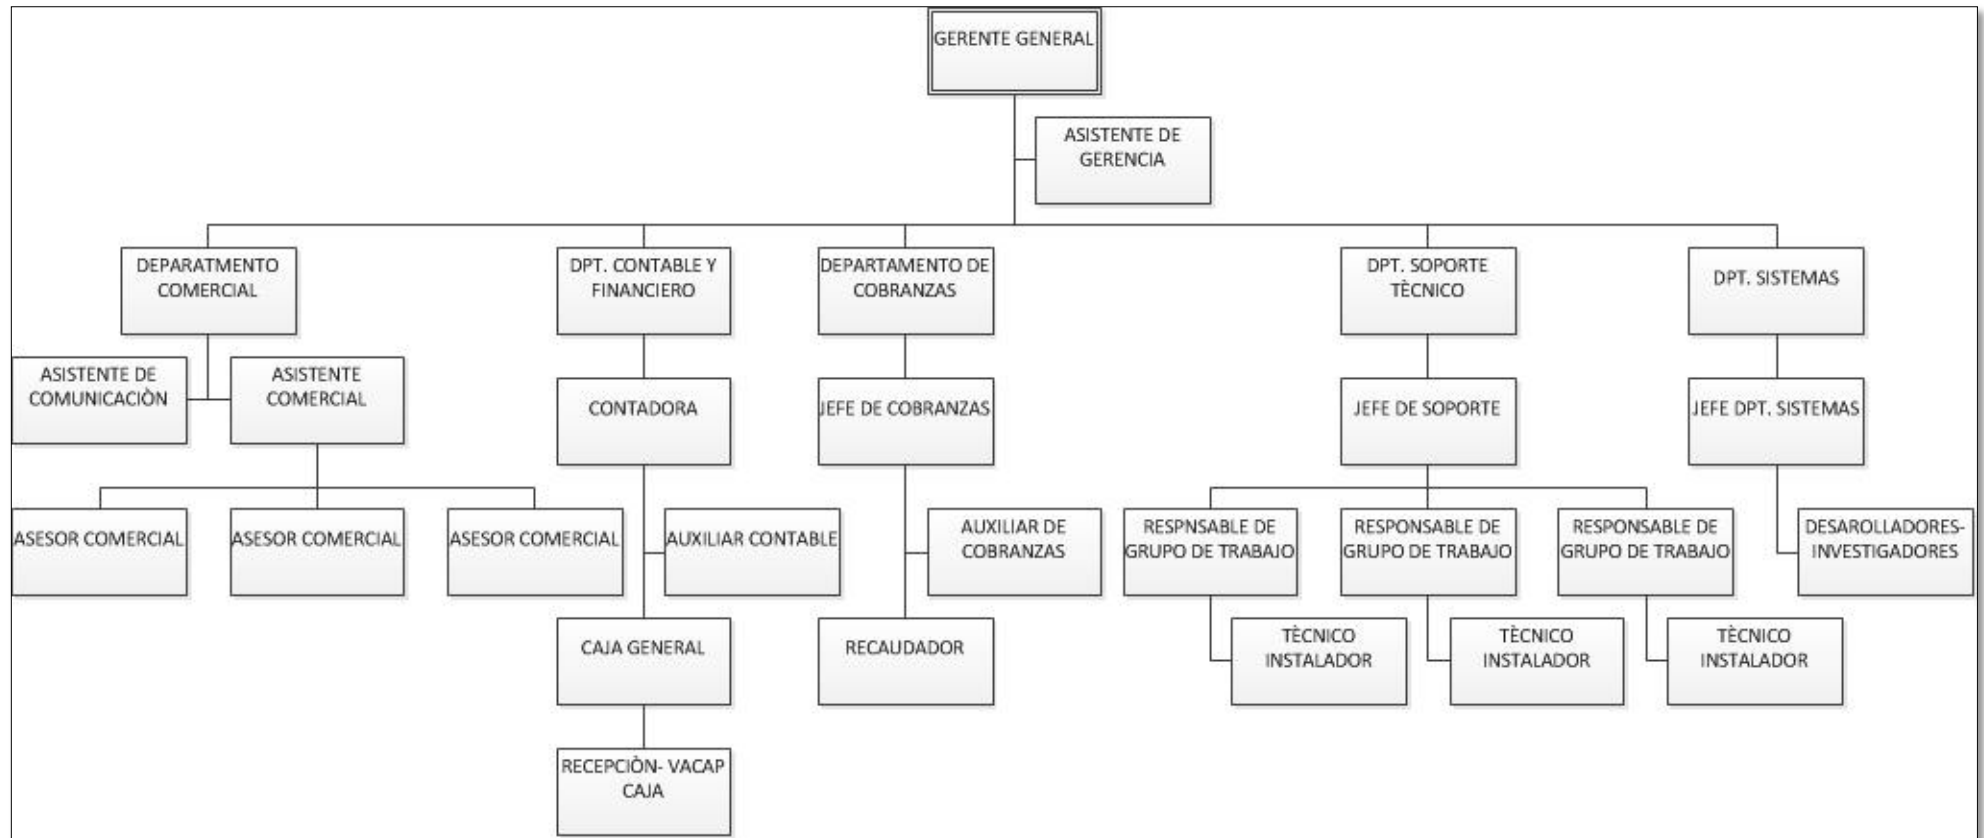 GERENTE GENERAL
ASISTENTE DE
GERENCIA
DEPARATMENTO
COMERCIAL
DPT. CONTABLE Y
FINANCIERO
DEPARTAMENTO DE
COBRANZAS
DPT. SOPORTE
TÈCNICO
DPT. SISTEMAS
ASISTENTE DE
COMUNICACIÒN
ASISTENTE
COMERCIAL
CONTADORA
JEFE DE COBRANZAS
JEFE DE SOPORTE
JEFE DPT. SISTEMAS
ASESOR COMERCIAL
ASESOR COMERCIAL
ASESOR COMERCIAL
AUXILIAR CONTABLE
AUXILIAR DE
COBRANZAS
RESPNSABLE DE
GRUPO DE TRABAJO
RESPONSABLE DE
GRUPO DE TRABAJO
RESPONSABLE DE
GRUPO DE TRABAJO
DESAROLLADORES-
INVESTIGADORES
CAJA GENERAL
RECAUDADOR
TÈCNICO
INSTALADOR
TÈCNICO
INSTALADOR
TÈCNICO
INSTALADOR
RECEPCIÒN- VACAP
CAJA